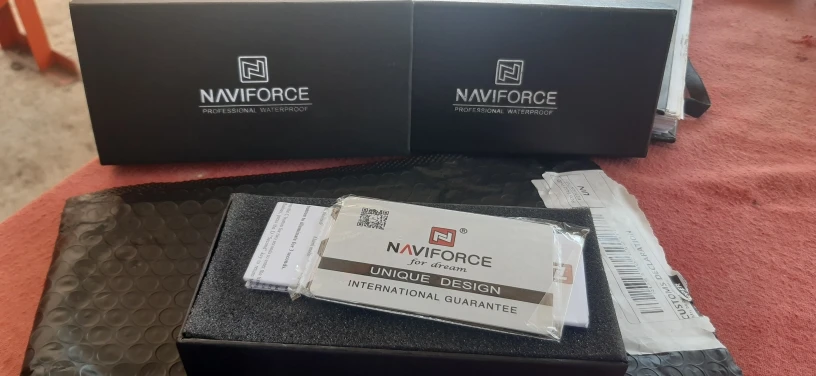 NAVIFORCE
PROFESSIONAL WATERPROOF
NAVIFORCE
PROFESSIONAL WATERPROOF
NAVIFORCE®
for dream
UNIQUE DESIGN
INTERNATIONAL GUARANTEE